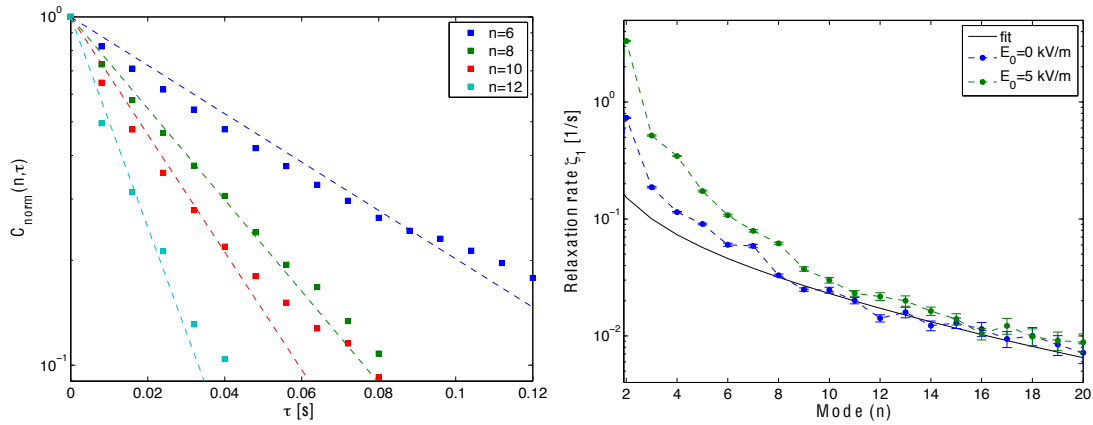 10^0
10^-1
C_norm(n,τ)
n=6
n=8
n=10
n=12
0 0.02 0.04 0.06 0.08 0.1 0.12
τ [s]
10^0
10^-1
10^-2
Relaxation rate ζ_1 [1/s]
fit
E_0=0 kV/m
E_0=5 kV/m
2 4 6 8 10 12 14 16 18 20
Mode (n)